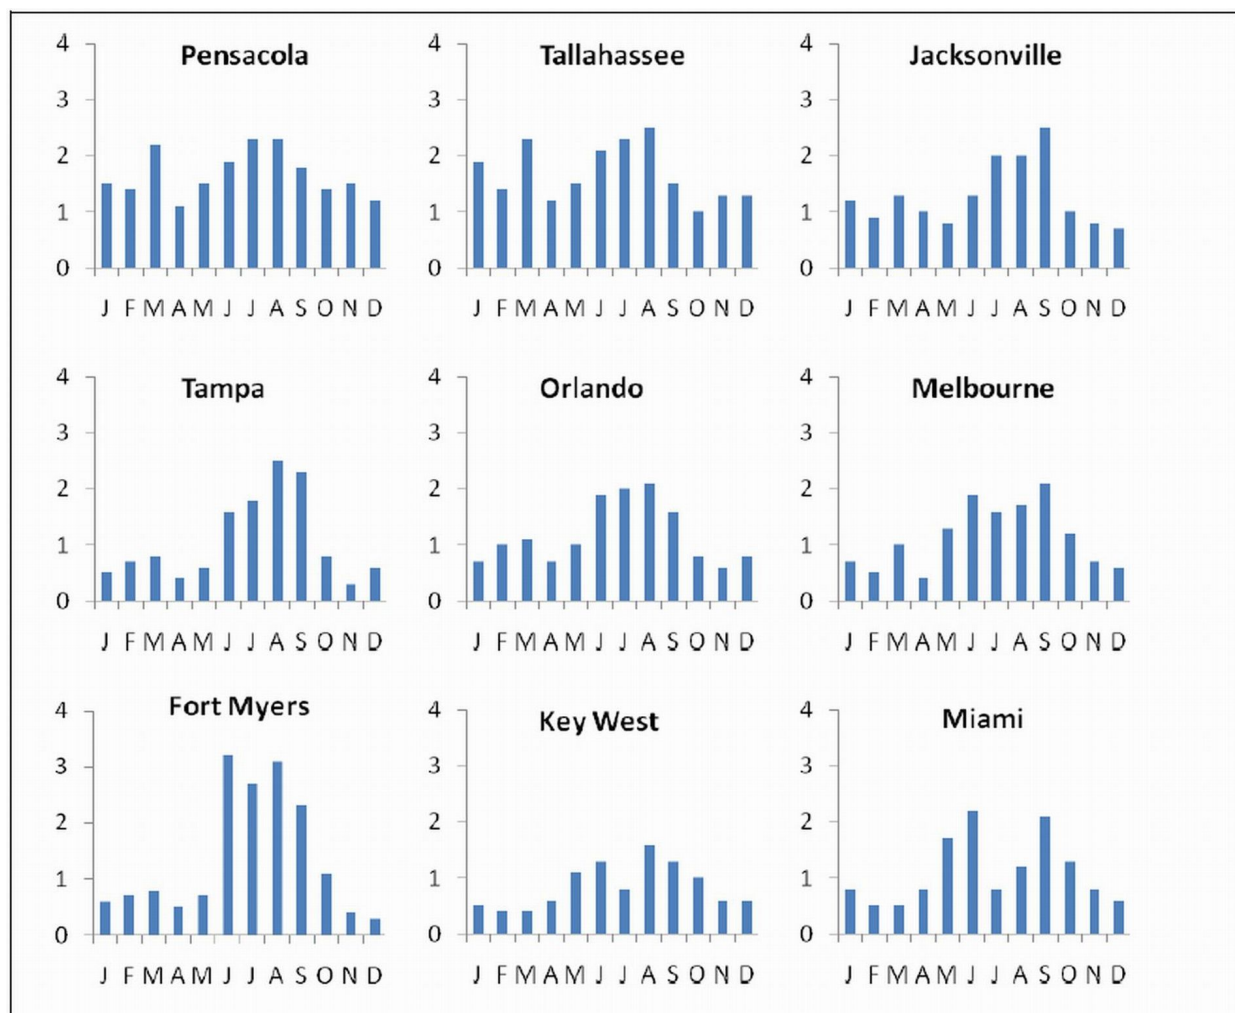 Pensacola
4
3
2
1
0
J F M A M J J A S O N D
Tallahassee
4
3
2
1
0
J F M A M J J A S O N D
Jacksonville
4
3
2
1
0
J F M A M J J A S O N D
Tampa
4
3
2
1
0
J F M A M J J A S O N D
Orlando
4
3
2
1
0
J F M A M J J A S O N D
Melbourne
4
3
2
1
0
J F M A M J J A S O N D
Fort Myers
4
3
2
1
0
J F M A M J J A S O N D
Key West
4
3
2
1
0
J F M A M J J A S O N D
Miami
4
3
2
1
0
J F M A M J J A S O N D